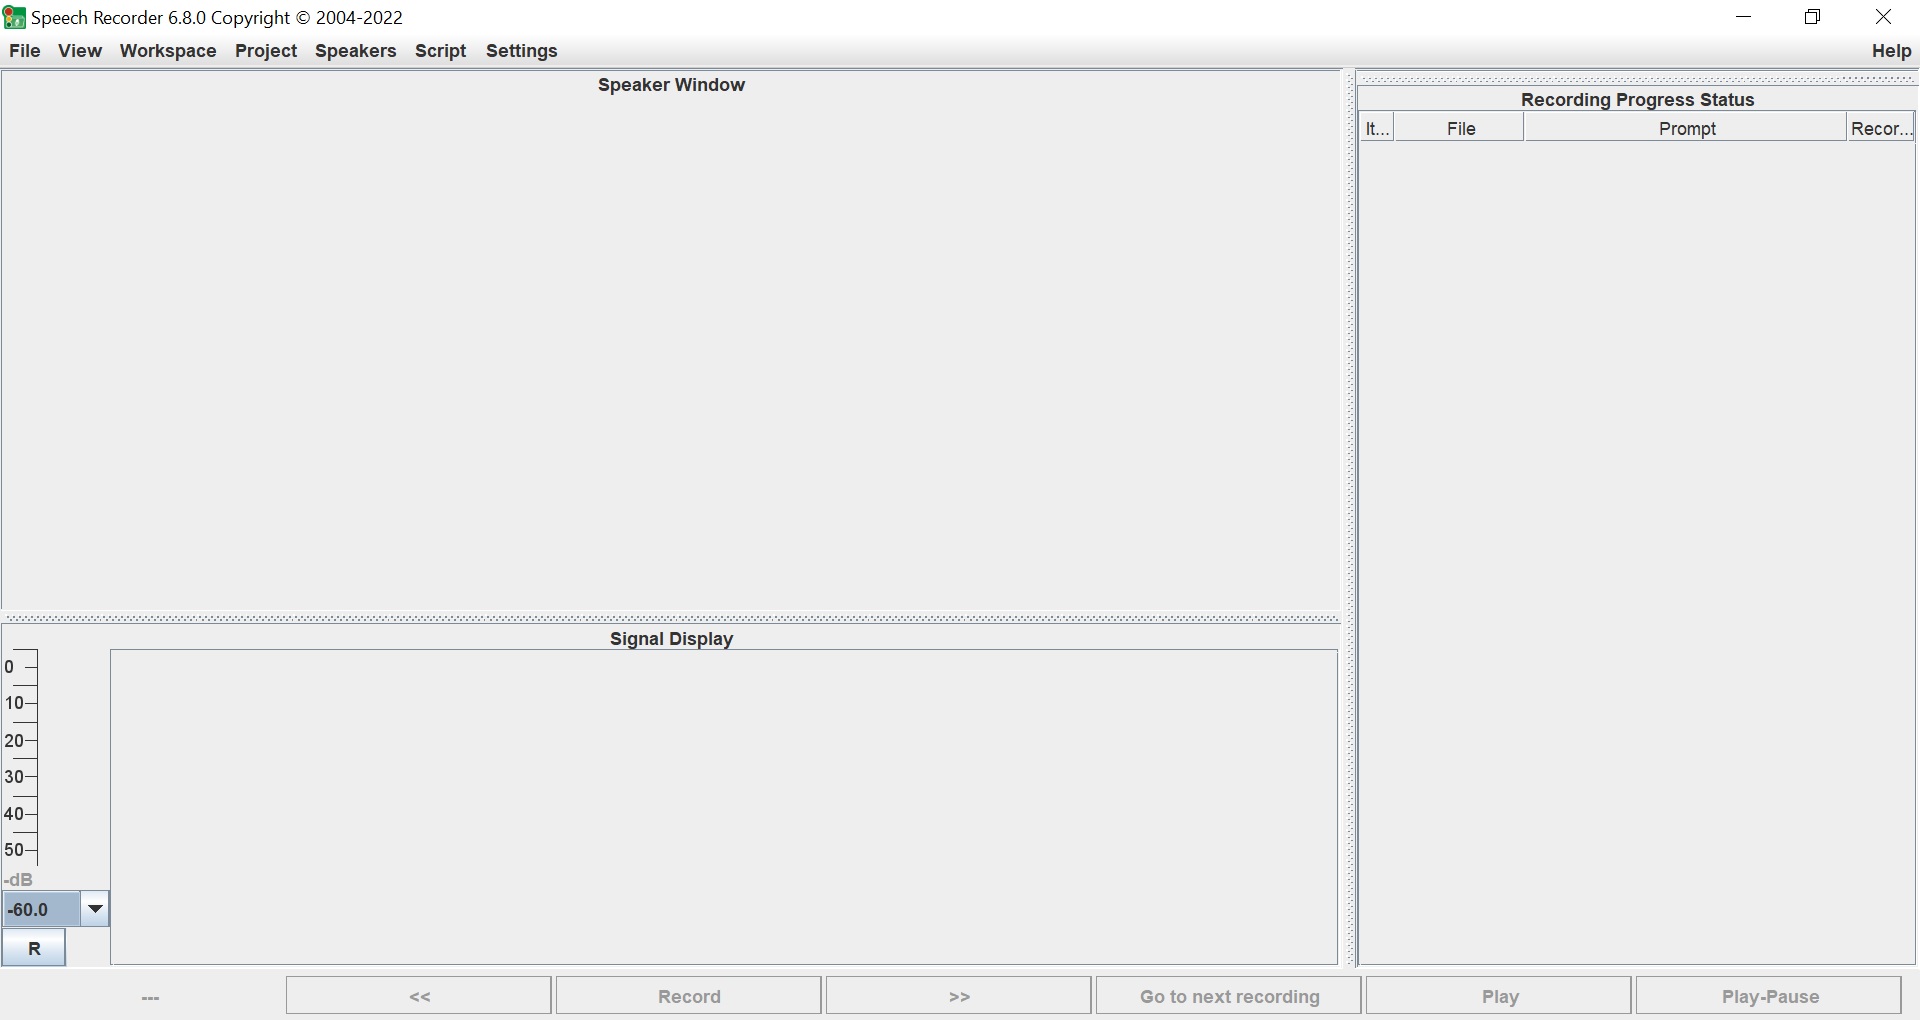 Speech Recorder 6.8.0 Copyright © 2004-2022
File View Workspace Project Speakers Script Settings Help
Speaker Window
Recording Progress Status
It... File Prompt Recor...
Signal Display
0
10
20
30
40
50
-dB
-60.0
R
--- << Record >> Go to next recording Play Play-Pause